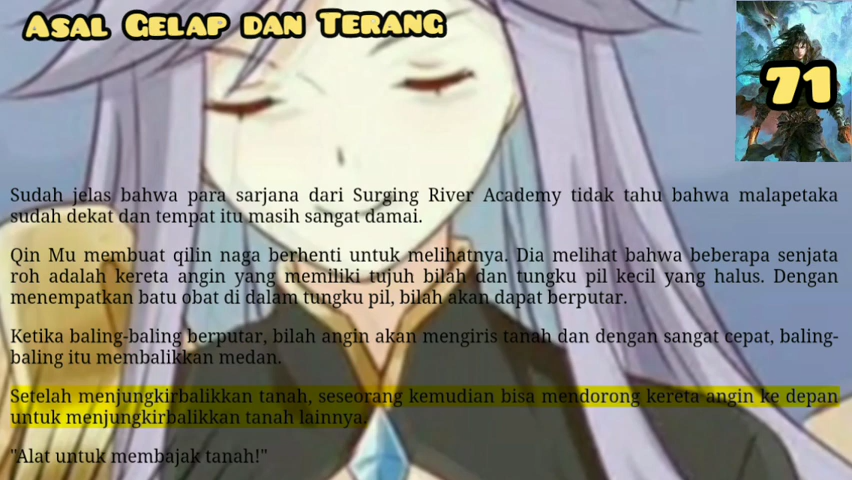 Asal Gelap dan Terang
71
Sudah jelas bahwa para sarjana dari Surging River Academy tidak tahu bahwa malapetaka
sudah dekat dan tempat itu masih sangat damai.
Qin Mu membuat qilin naga berhenti untuk melihatnya. Dia melihat bahwa beberapa senjata
roh adalah kereta angin yang memiliki tujuh bilah dan tungku pil kecil yang halus. Dengan
menempatkan batu obat di dalam tungku pil, bilah akan dapat berputar.
Ketika baling-baling berputar, bilah angin akan mengiris tanah dan dengan sangat cepat, baling-
baling itu membalikkan medan.
Setelah menjungkirbalikkan tanah, seseorang kemudian bisa mendorong kereta angin ke depan
untuk menjungkirbalikkan tanah lainnya.
"Alat untuk membajak tanah!"